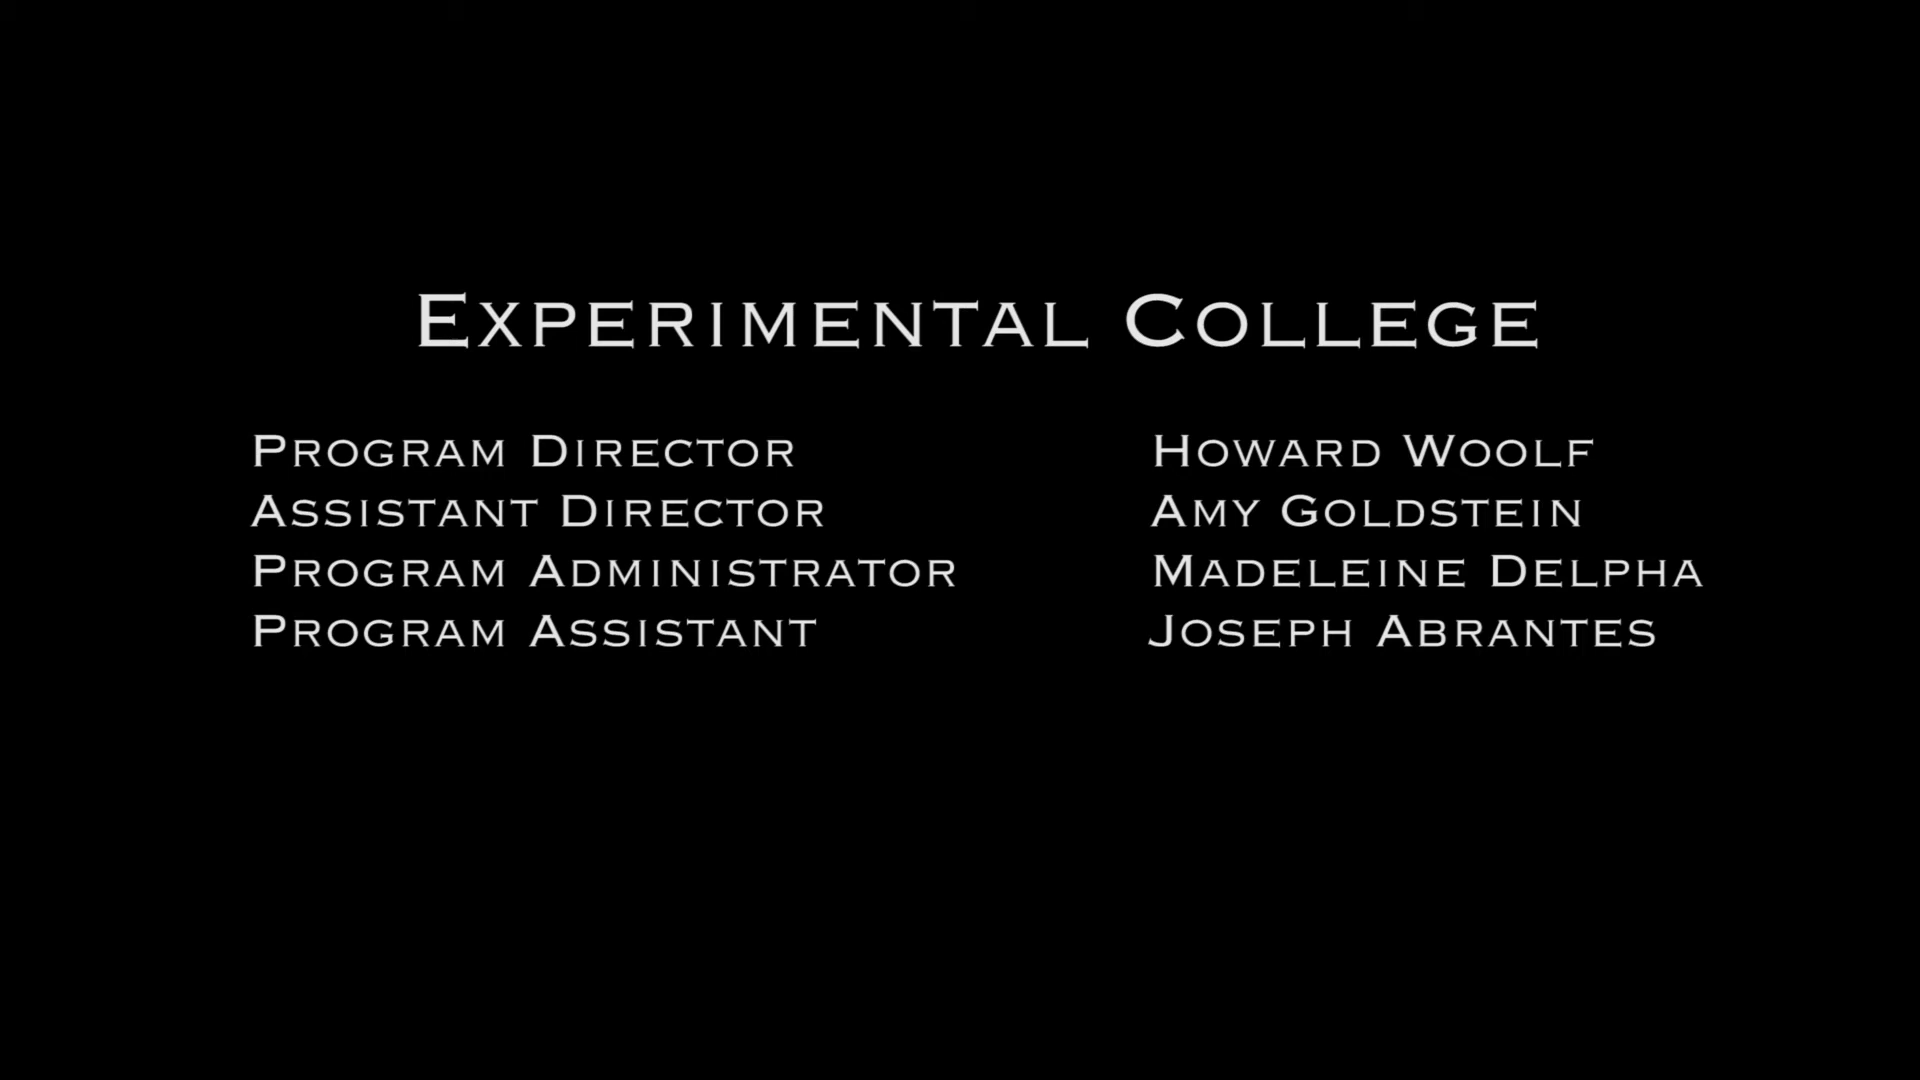 Experimental College
Program Director Howard Woolf
Assistant Director Amy Goldstein
Program Administrator Madeleine Delpha
Program Assistant Joseph Abrantes